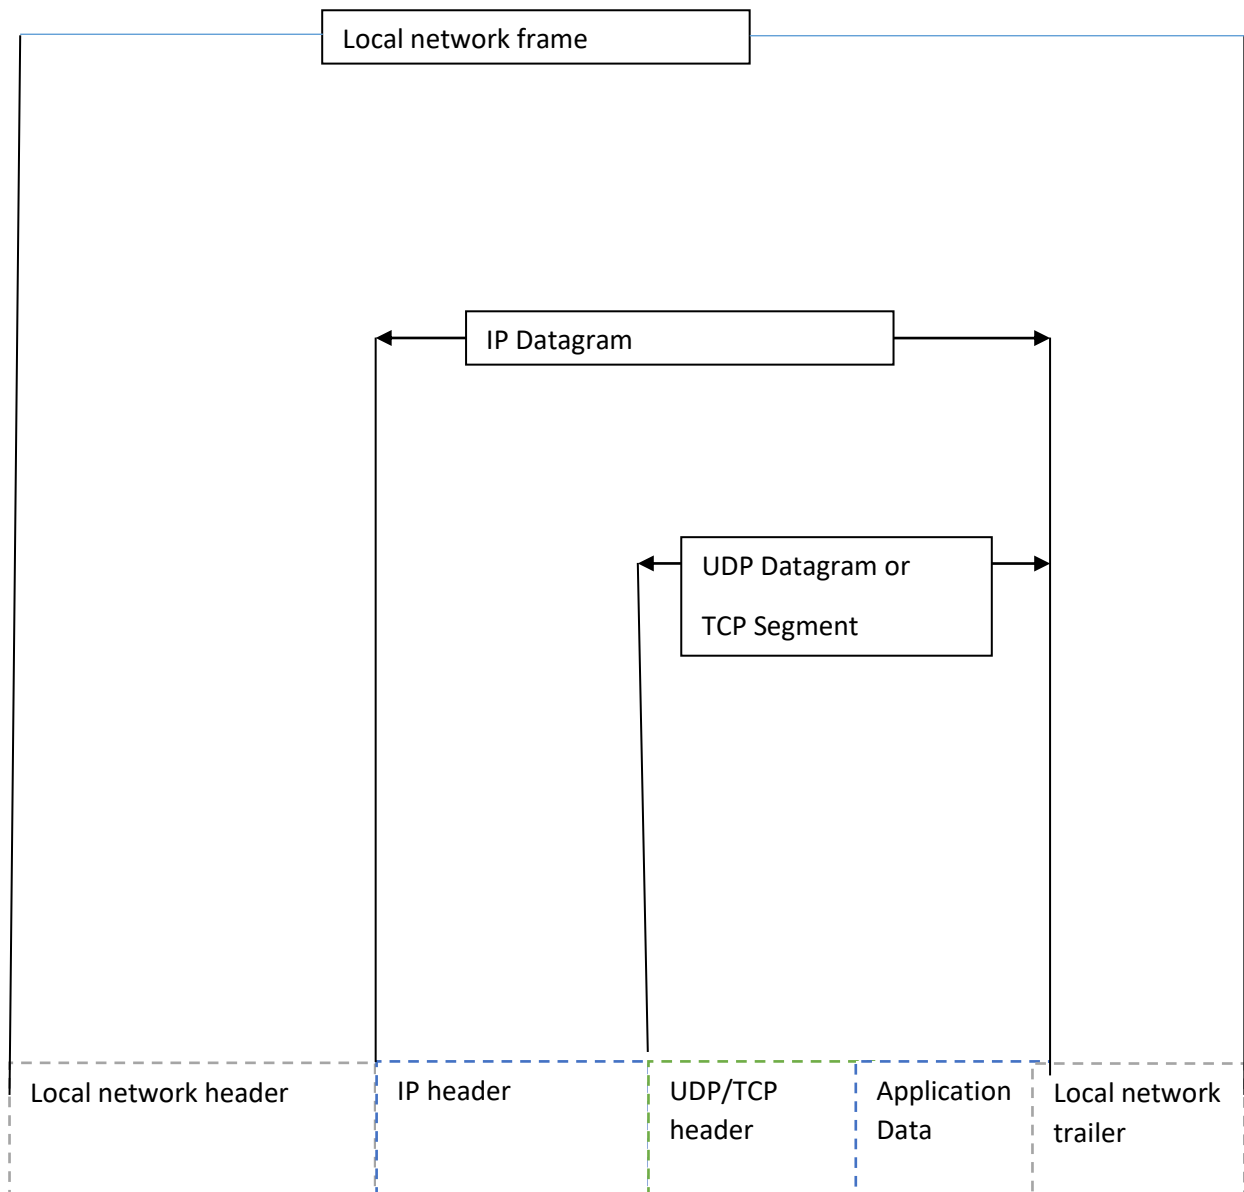 Local network frame
IP Datagram
UDP Datagram or
TCP Segment
Local network header
IP header
UDP/TCP
header
Application
Data
Local network
trailer